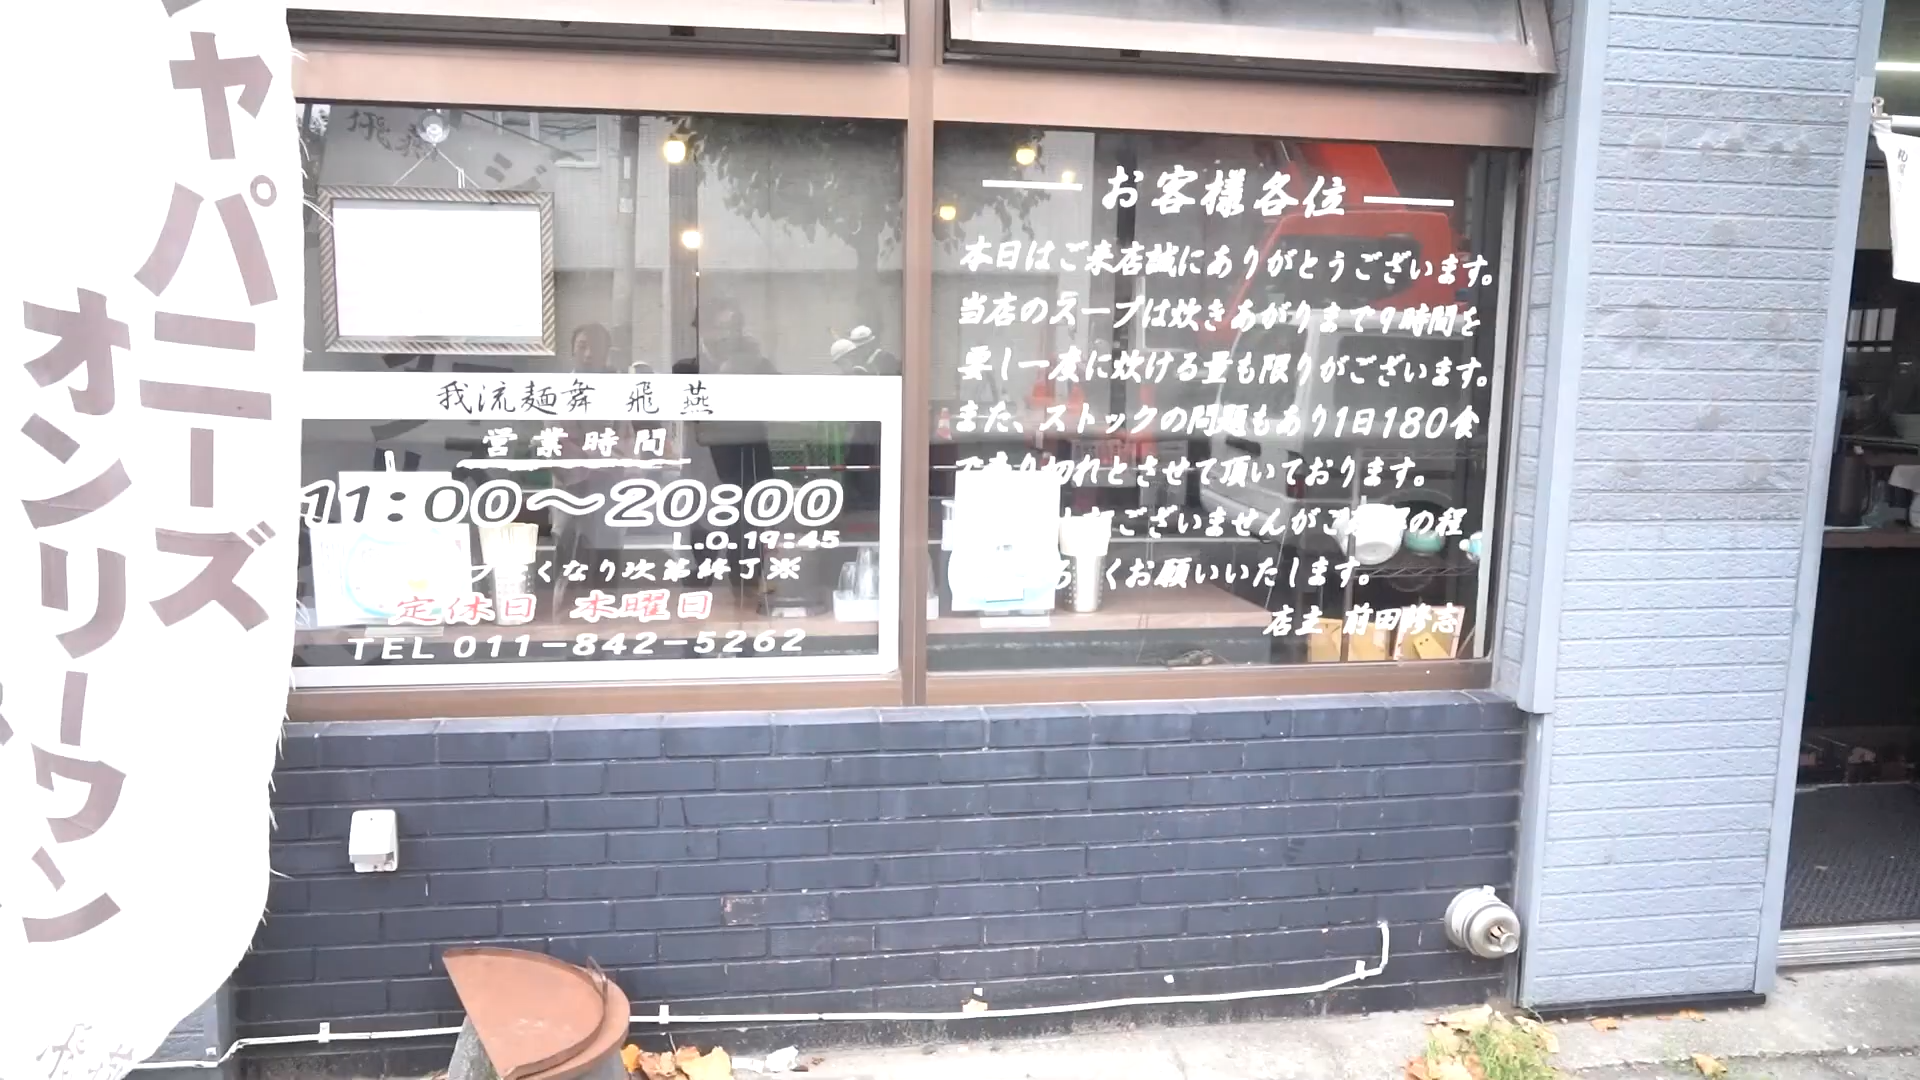 ャパニーズ
オンリーワン
我流麺舞 飛燕
営業時間
11:00～20:00
L.O.19:45
くなり次第終了※
定休日 木曜日
TEL 011-842-5262
お客様各位
本日はご来店誠にありがとうございます。
当店のスープは炊きあがりまで9時間を
要し一度に炊ける量も限りがございます。
また、ストックの問題もあり1日180食
で売り切れとさせて頂いております。
ございませんがご の程
くお願いいたします。
店主 前田修志